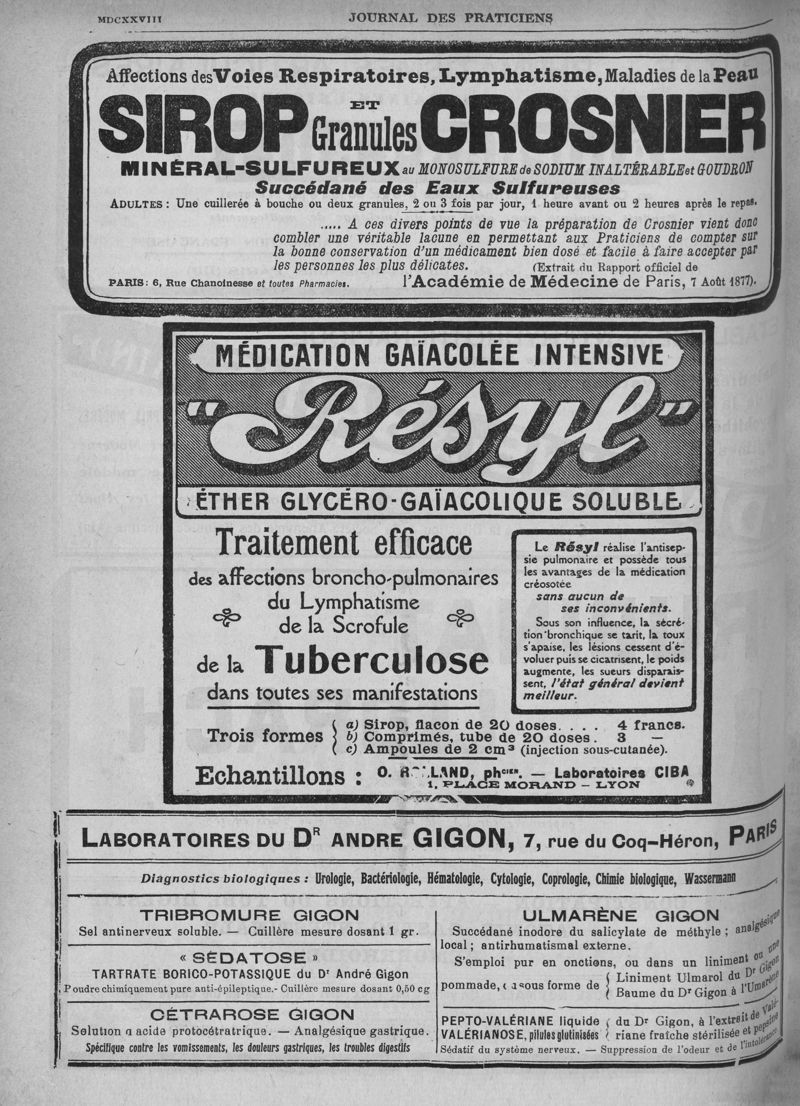 MDCXXVIII JOURNAL DES PRATICIENS
Affections des Voies Respiratoires, Lymphatisme, Maladies de la Peau
SIROP ET Granules CROSNIER
MINÉRAL-SULFUREUX au MONOSULFURE de SODIUM INALTÉRABLE et GOUDRON
Succédané des Eaux Sulfureuses
ADULTES : Une cuillerée à bouche ou deux granules, 2 ou 3 fois par jour, 1 heure avant ou 2 heures après le repas.
..... A ces divers points de vue la préparation de Crosnier vient donc
combler une véritable lacune en permettant aux Praticiens de compter sur
la bonne conservation d'un médicament bien dosé et facile à faire accepter par
les personnes les plus délicates. (Extrait du Rapport officiel de
PARIS : 6, Rue Chanoinesse et toutes Pharmacies. l'Académie de Médecine de Paris, 7 Août 1877).
MÉDICATION GAÏACOLÉE INTENSIVE
"Résyl"
ÉTHER GLYCÉRO-GAÏACOLIQUE SOLUBLE
Traitement efficace
des affections broncho-pulmonaires
du Lymphatisme
de la Scrofule
de la Tuberculose
dans toutes ses manifestations
Le Résyl réalise l'antisep-
sie pulmonaire et possède tous
les avantages de la médication
créosotée
sans aucun de
ses inconvénients.
Sous son influence, la sécré-
tion bronchique se tarit, la toux
s'apaise, les lésions cessent d'é-
voluer puis se cicatrisent, le poids
augmente, les sueurs disparais-
sent, l'état général devient
meilleur.
Trois formes
a) Sirop, flacon de 20 doses. . . . 4 francs.
b) Comprimés, tube de 20 doses. 3 —
c) Ampoules de 2 cm³ (injection sous-cutanée).
Echantillons : O. LAND, phcien. — Laboratoires CIBA
1, PLACE MORAND — LYON
LABORATOIRES DU DR ANDRE GIGON, 7, rue du Coq-Héron, PARIS
Diagnostics biologiques : Urologie, Bactériologie, Hématologie, Cytologie, Coprologie, Chimie biologique, Wassermann
TRIBROMURE GIGON
Sel antinerveux soluble. — Cuillère mesure dosant 1 gr.
« SÉDATOSE »
TARTRATE BORICO-POTASSIQUE du Dr André Gigon
Poudre chimiquement pure anti-épileptique.- Cuillère mesure dosant 0,50 cg
CÉTRAROSE GIGON
Solution a acide protocétratrique. — Analgésique gastrique.
Spécifique contre les vomissements, les douleurs gastriques, les troubles digestifs
ULMARÈNE GIGON
Succédané inodore du salicylate de méthyle ; analgésique
local ; antirhumatismal externe.
S'emploi pur en onctions, ou dans un liniment ou une
pommade, sous forme de
Liniment Ulmarol du Dr Gigon
Baume du Dr Gigon à l'Ulmarène
PEPTO-VALÉRIANE liquide
VALÉRIANOSE, pilules glutinisées
du Dr Gigon, à l'extrait de Valé-
riane fraîche stérilisée et pepsine
Sédatif du système nerveux. — Suppression de l'odeur et de l'intolérance